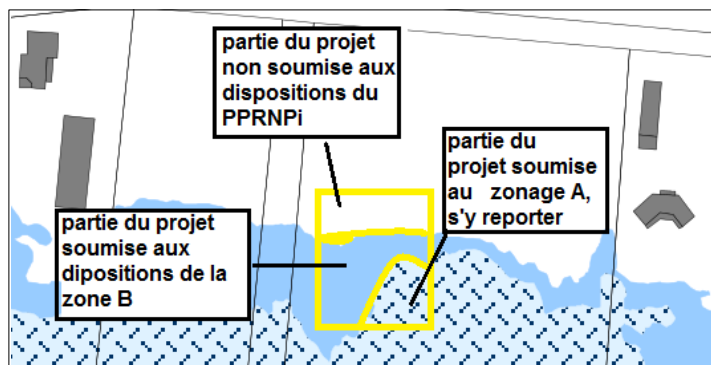 partie du projet
non soumise aux
dispositions du
PPRNPi
partie du
projet soumise
au zonage A,
s'y reporter
partie du projet
soumise aux
dipositions de la
zone B